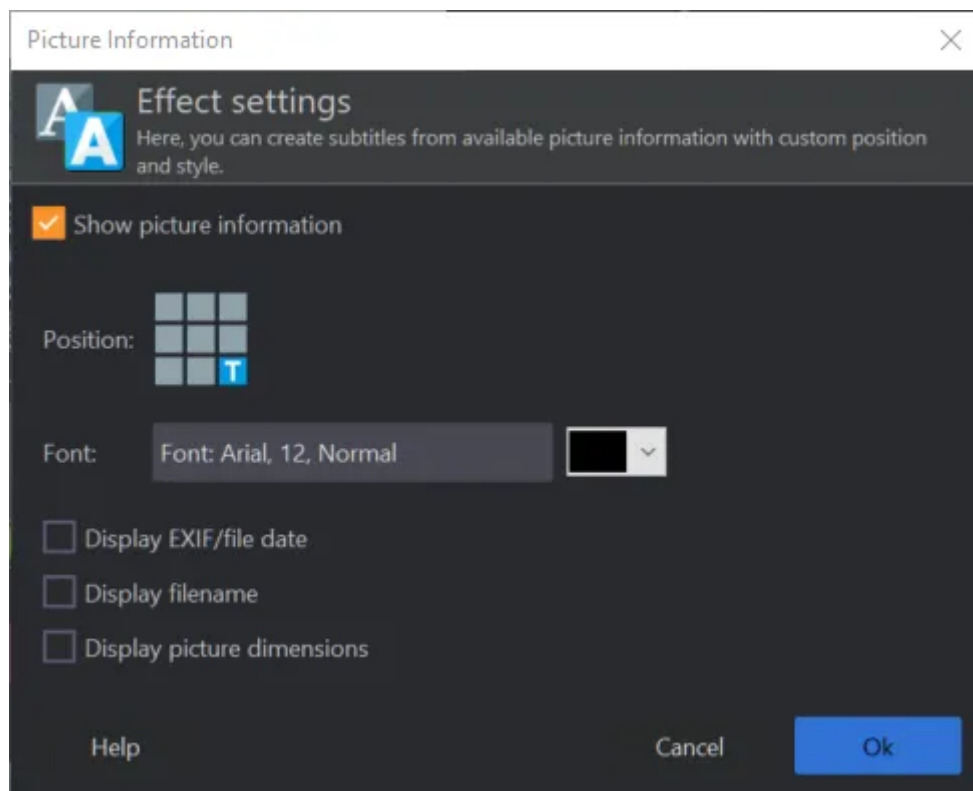 Picture Information
Effect settings
Here, you can create subtitles from available picture information with custom position
and style.
Show picture information
Position:
T
Font:
Font: Arial, 12, Normal
Display EXIF/file date
Display filename
Display picture dimensions
Help
Cancel
Ok